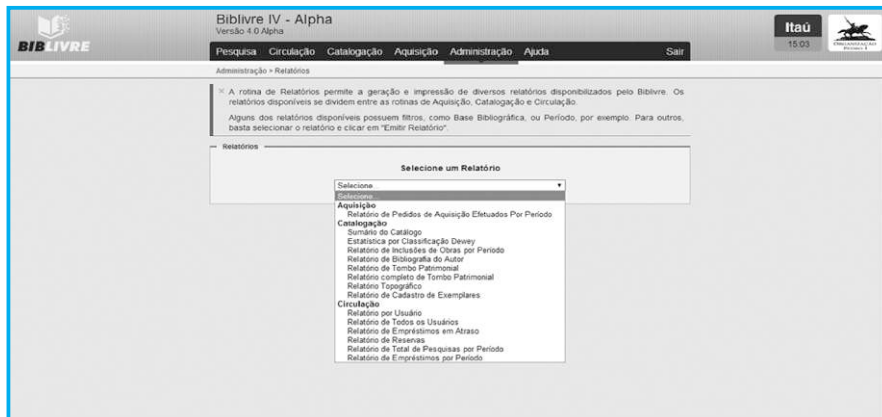 BIBLIVRE
Biblivre IV - Alpha
Versão 4.0 Alpha
Itaú
15:03
Pesquisa Circulação Catalogação Aquisição Administração Ajuda Sair
Administração > Relatórios
× A rotina de Relatórios permite a geração e impressão de diversos relatórios disponibilizados pelo Biblivre. Os
relatórios disponíveis se dividem entre as rotinas de Aquisição, Catalogação e Circulação.
Alguns dos relatórios disponíveis possuem filtros, como Base Bibliográfica, ou Período, por exemplo. Para outros,
basta selecionar o relatório e clicar em "Emitir Relatório".
Relatórios
Selecione um Relatório
Selecione...
Selecione...
Aquisição
Relatório de Pedidos de Aquisição Efetuados Por Período
Catalogação
Sumário do Catálogo
Estatística por Classificação Dewey
Relatório de Inclusões de Obras por Período
Relatório de Bibliografia do Autor
Relatório de Tombo Patrimonial
Relatório completo de Tombo Patrimonial
Relatório Topográfico
Relatório de Cadastro de Exemplares
Circulação
Relatório por Usuário
Relatório de Todos os Usuários
Relatório de Empréstimos em Atraso
Relatório de Reservas
Relatório de Total de Pesquisas por Período
Relatório de Empréstimos por Período